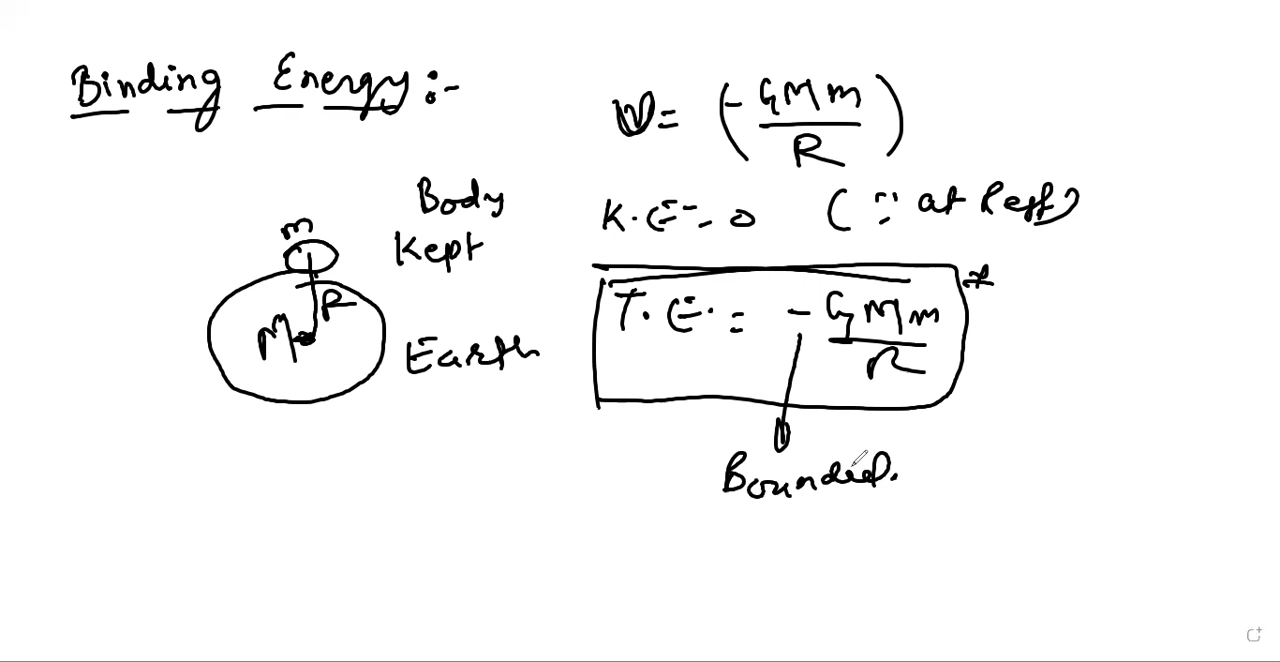 Binding Energy :-
U = (- GMm / R)
K.E = 0 (∵ at Rest)
Body
Kept
m
R
M
Earth
T.E. = - GMm / R *
Bounded.